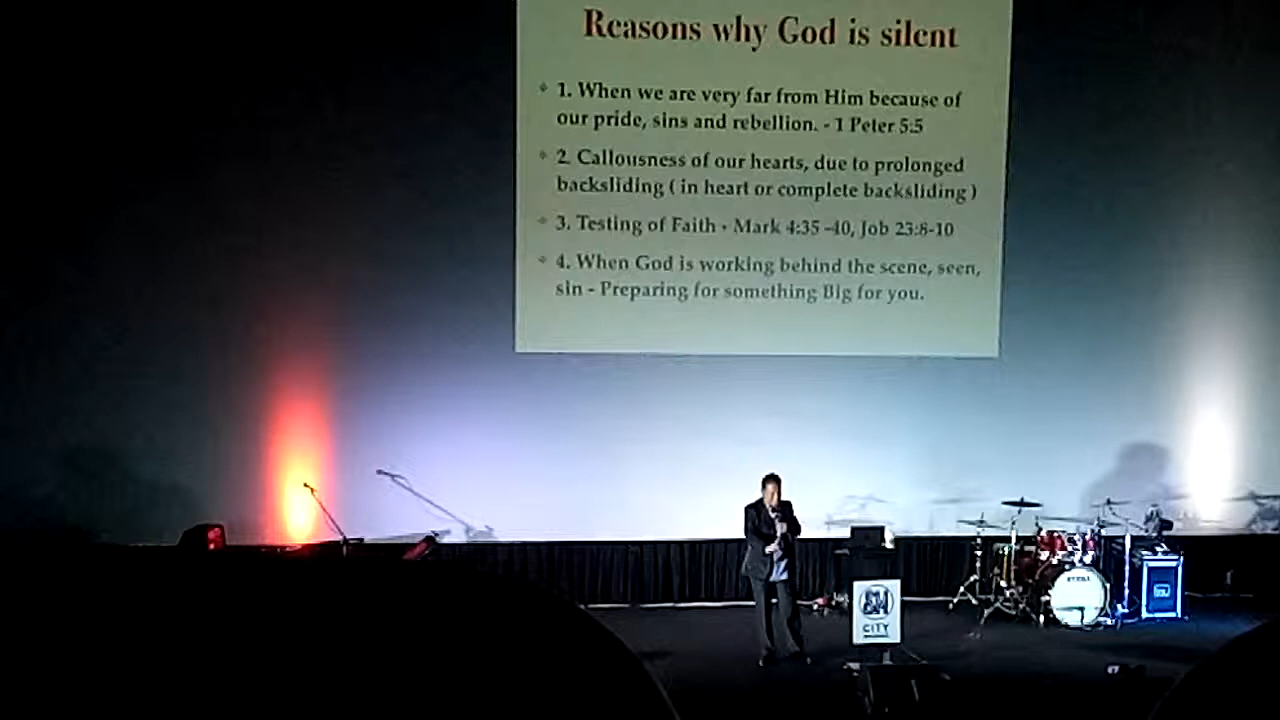 Reasons why God is silent
1. When we are very far from Him because of
our pride, sins and rebellion. - 1 Peter 5:5
2. Callousness of our hearts, due to prolonged
backsliding ( in heart or complete backsliding )
3. Testing of Faith - Mark 4:35 -40, Job 23:8-10
4. When God is working behind the scene, seen,
sin - Preparing for something Big for you.
SM
CITY